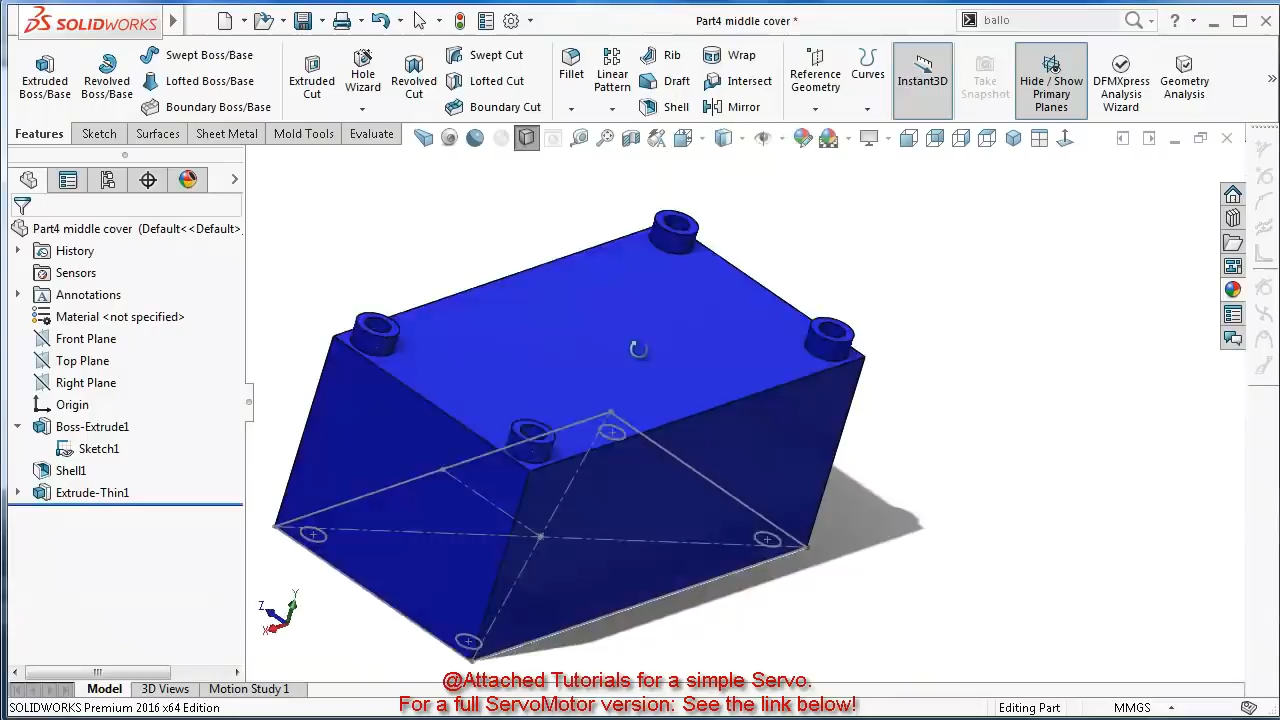 SOLIDWORKS
Part4 middle cover *
ballo
Extruded Boss/Base
Revolved Boss/Base
Swept Boss/Base
Lofted Boss/Base
Boundary Boss/Base
Extruded Cut
Hole Wizard
Revolved Cut
Swept Cut
Lofted Cut
Boundary Cut
Fillet
Linear Pattern
Rib
Draft
Shell
Wrap
Intersect
Mirror
Reference Geometry
Curves
Instant3D
Take Snapshot
Hide / Show Primary Planes
DFMXpress Analysis Wizard
Geometry Analysis
Features
Sketch
Surfaces
Sheet Metal
Mold Tools
Evaluate
Part4 middle cover (Default<<Default>
History
Sensors
Annotations
Material <not specified>
Front Plane
Top Plane
Right Plane
Origin
Boss-Extrude1
Sketch1
Shell1
Extrude-Thin1
Y
Z
X
Model
3D Views
Motion Study 1
@Attached Tutorials for a simple Servo.
For a full ServoMotor version: See the link below!
SOLIDWORKS Premium 2016 x64 Edition
Editing Part
MMGS